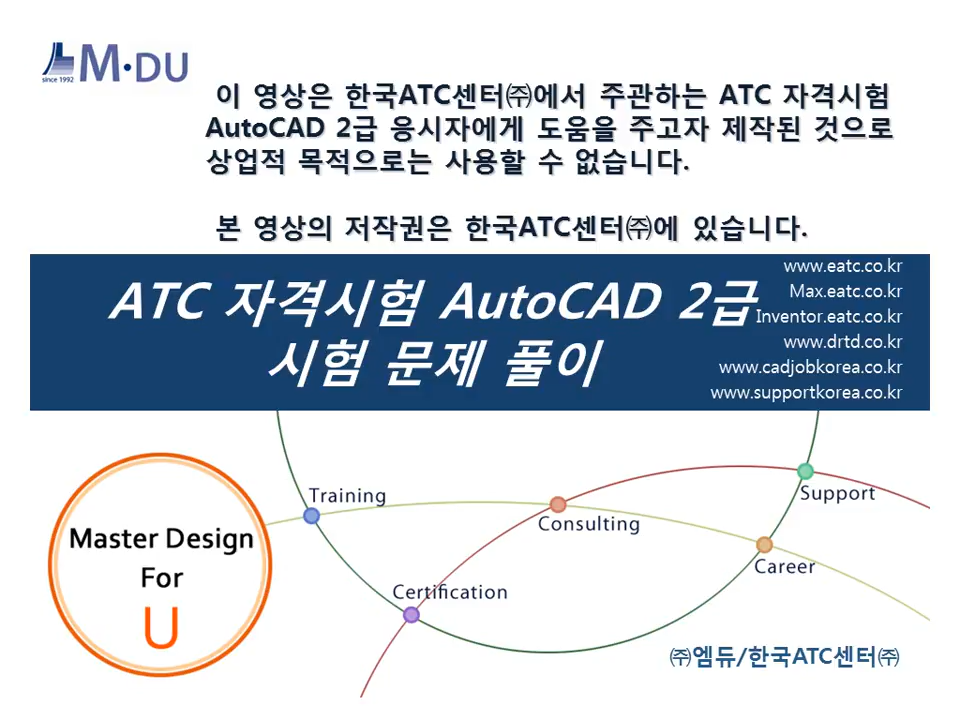 M·DU
since 1992
이 영상은 한국ATC센터㈜에서 주관하는 ATC 자격시험
AutoCAD 2급 응시자에게 도움을 주고자 제작된 것으로
상업적 목적으로는 사용할 수 없습니다.
본 영상의 저작권은 한국ATC센터㈜에 있습니다.
ATC 자격시험 AutoCAD 2급
시험 문제 풀이
www.eatc.co.kr
Max.eatc.co.kr
Inventor.eatc.co.kr
www.drtd.co.kr
www.cadjobkorea.co.kr
www.supportkorea.co.kr
Training
Consulting
Support
Career
Certification
Master Design
For
U
㈜엠듀/한국ATC센터㈜